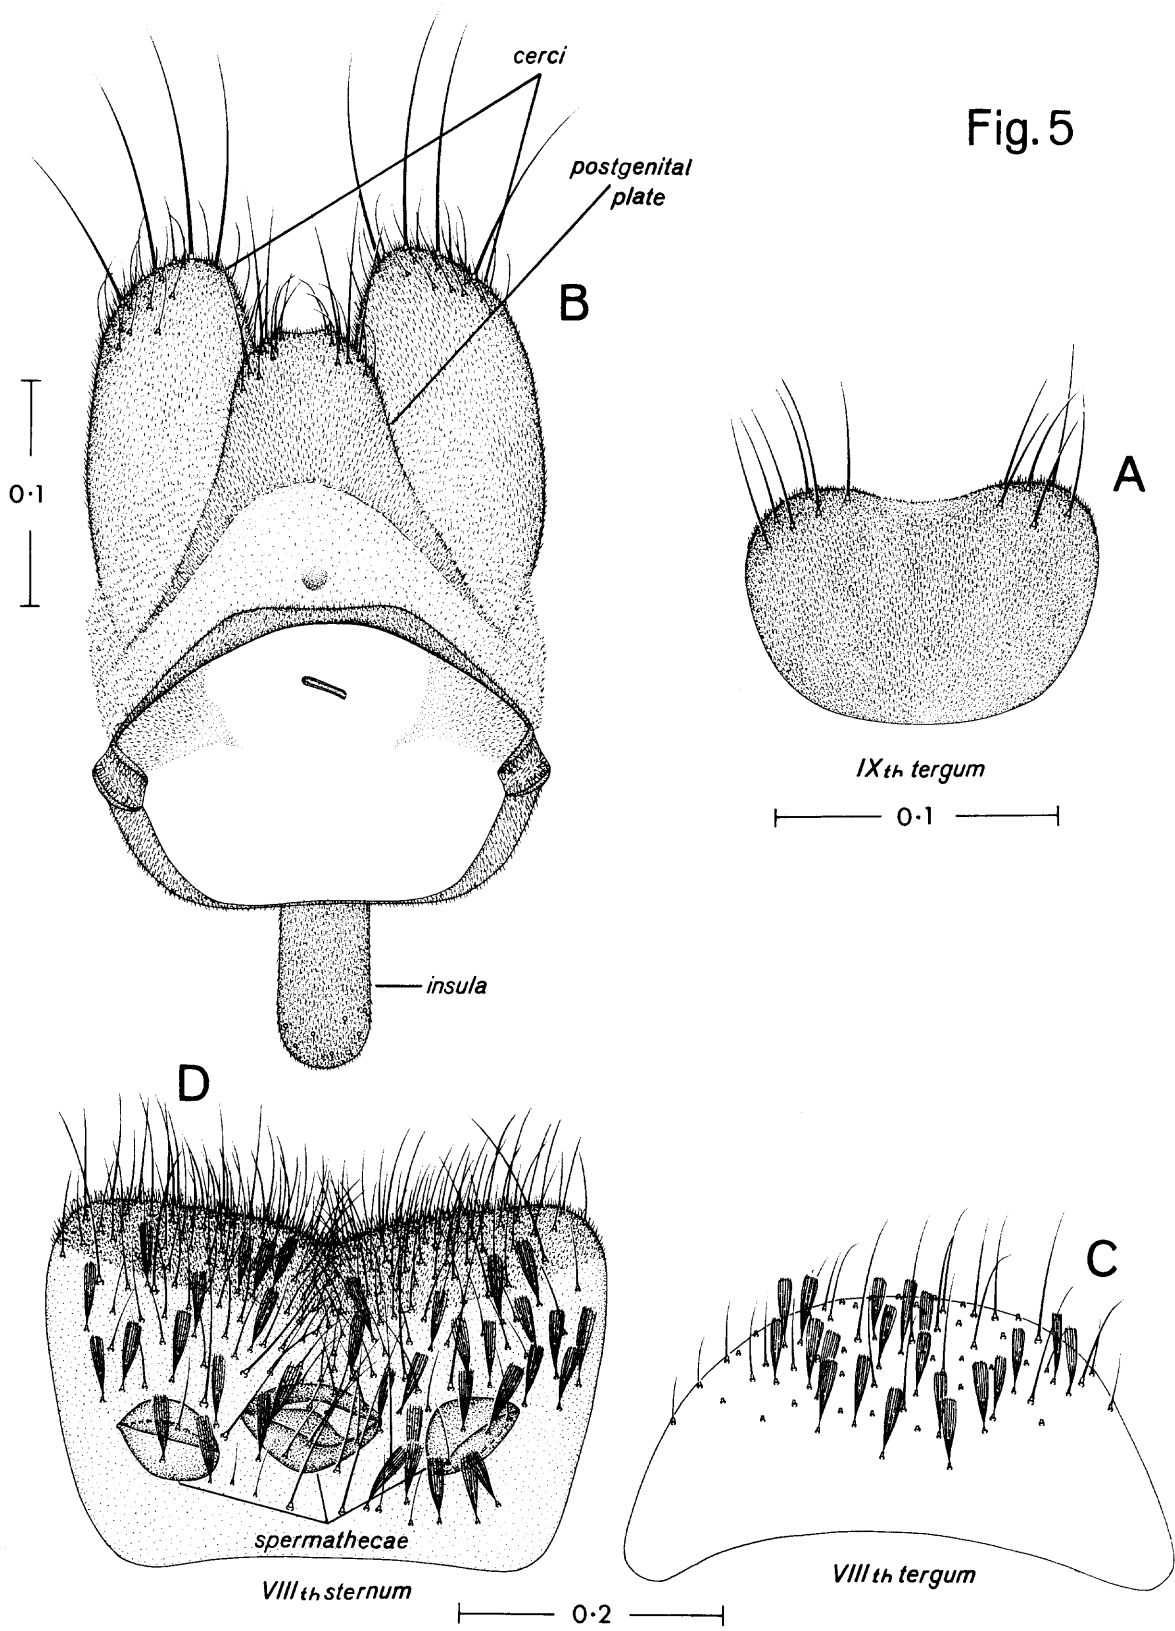 cerci
Fig. 5
postgenital
plate
B
A
0·1
IXth tergum
0·1
insula
D
C
spermathecae
VIIIth sternum
VIIIth tergum
0·2